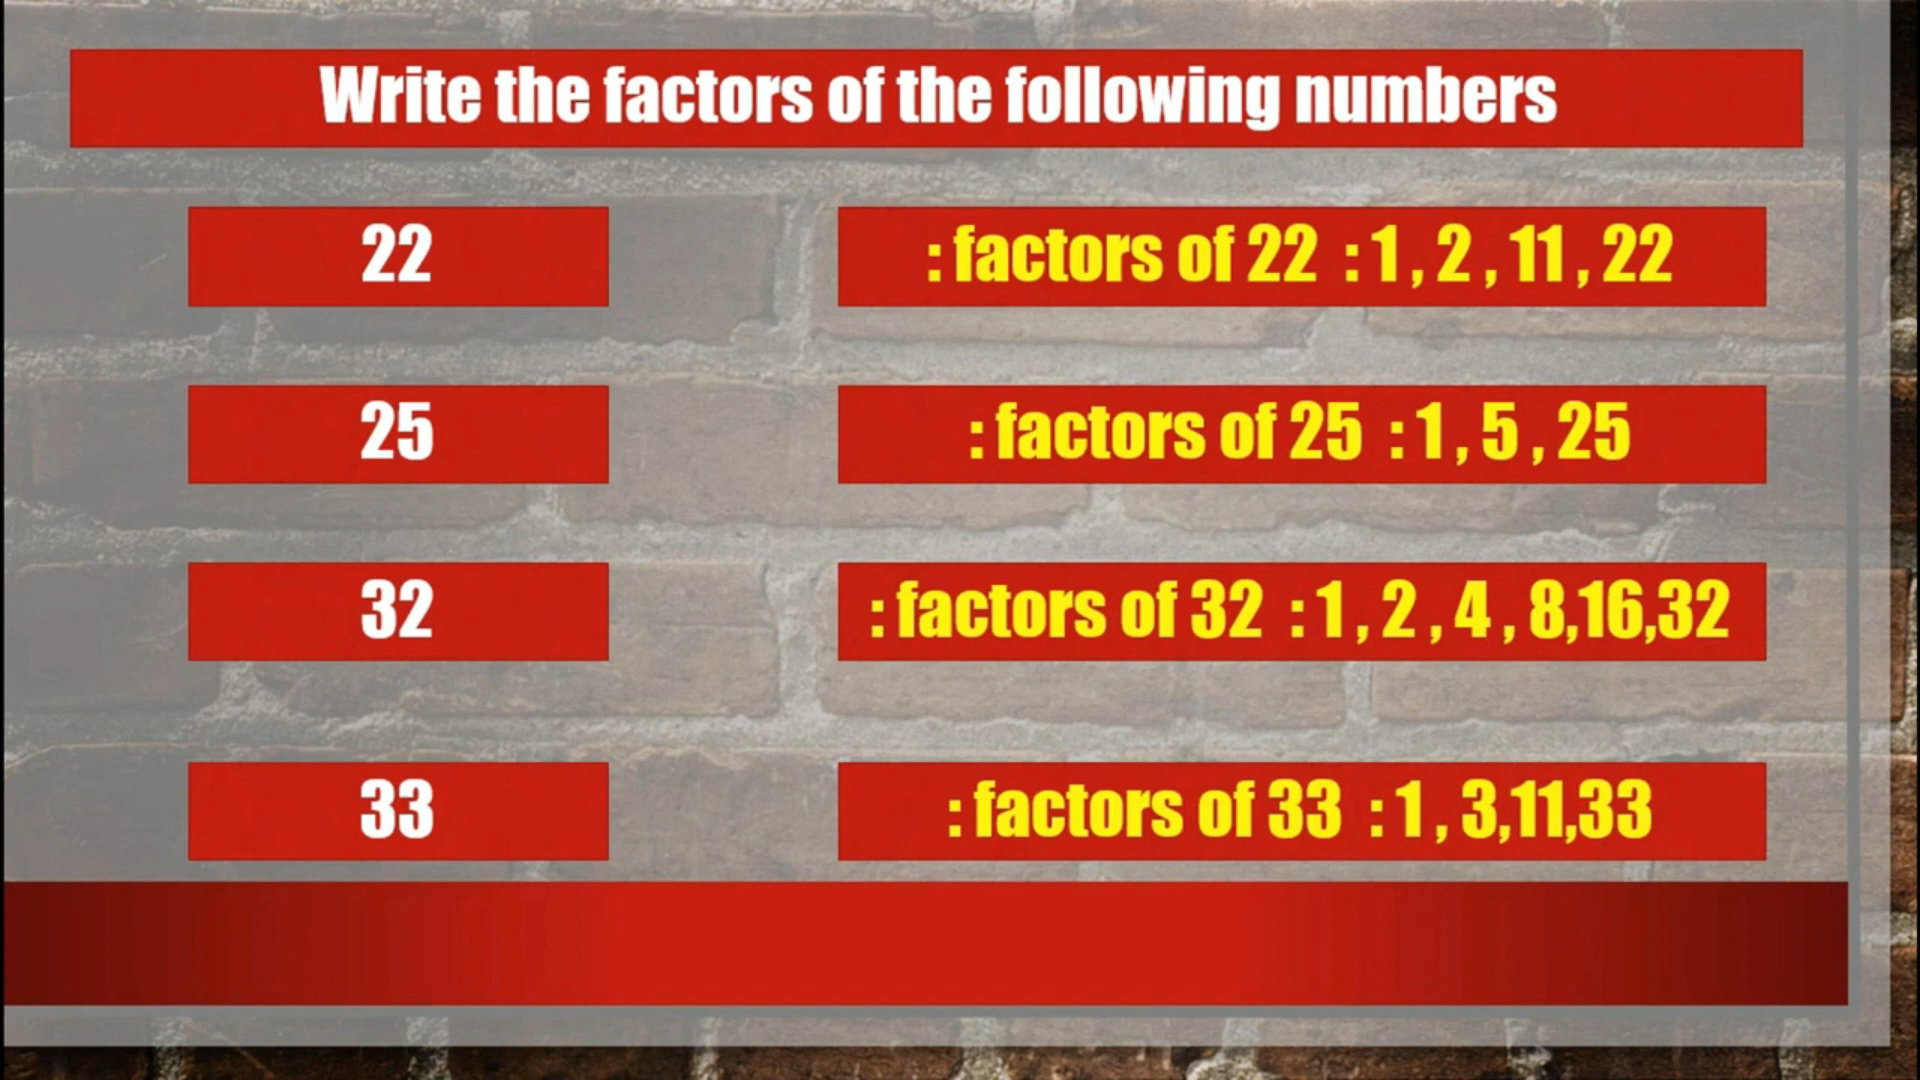 Write the factors of the following numbers
22
: factors of 22 : 1 , 2 , 11 , 22
25
: factors of 25 : 1 , 5 , 25
32
: factors of 32 : 1 , 2 , 4 , 8,16,32
33
: factors of 33 : 1 , 3,11,33